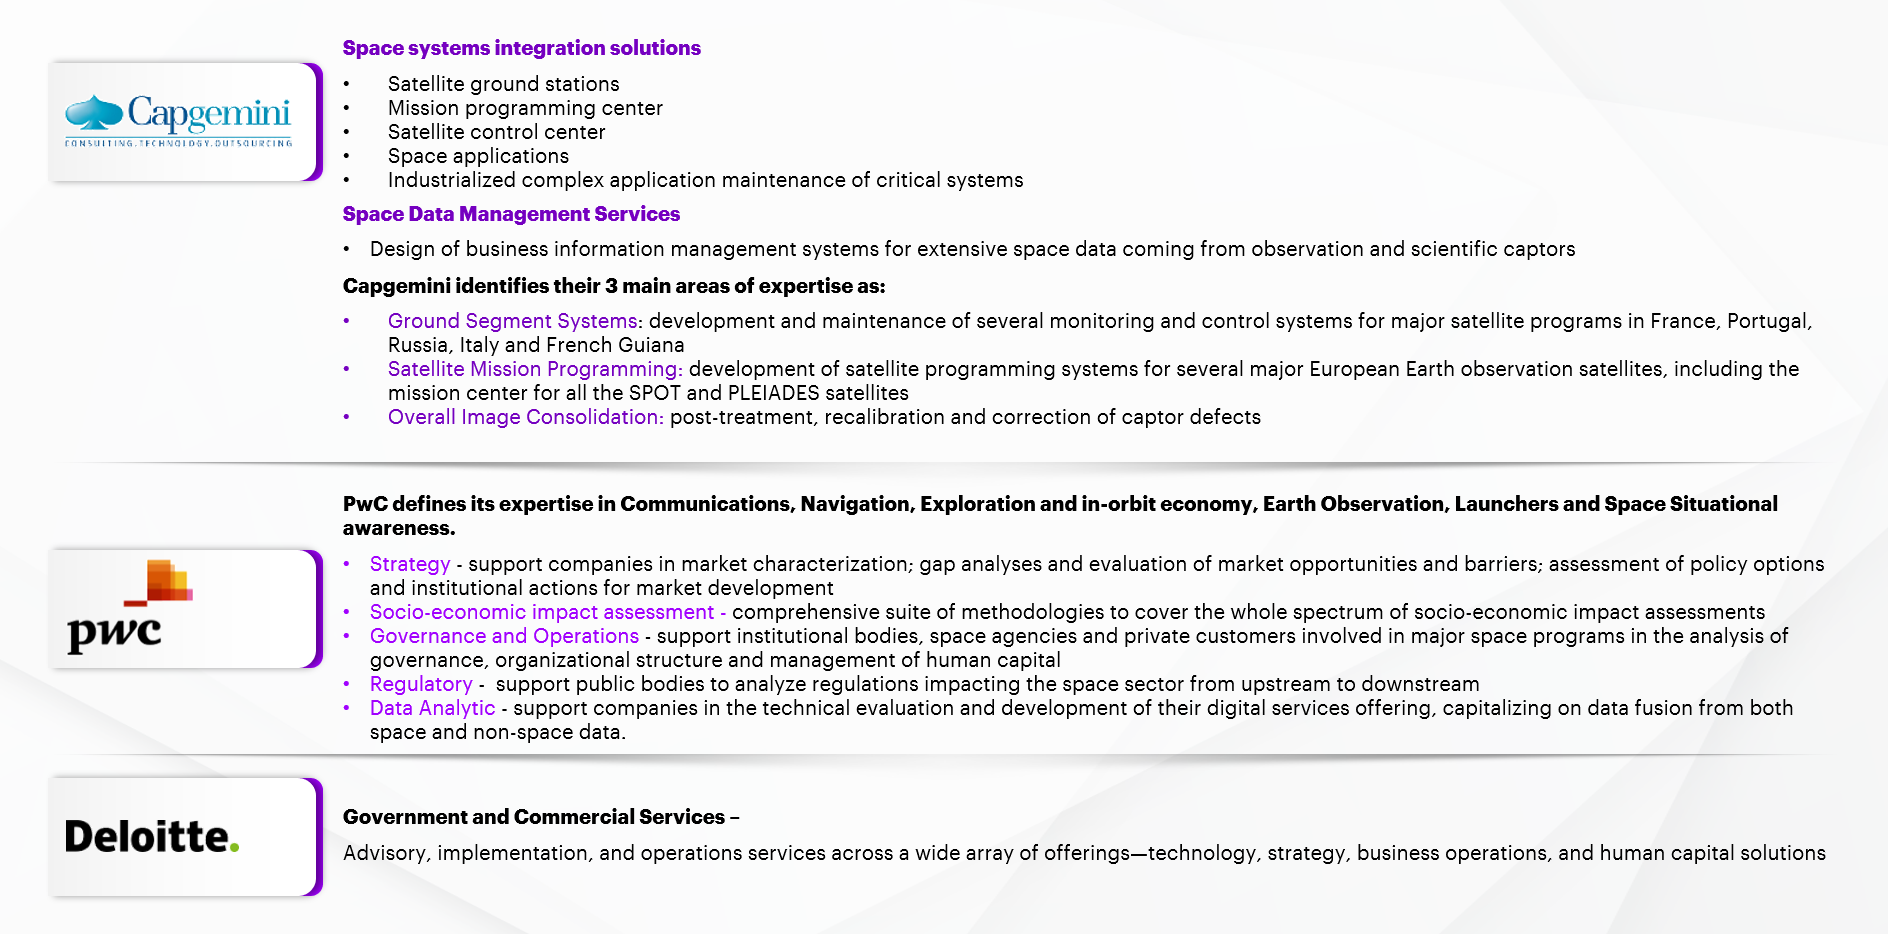 Space systems integration solutions
• Satellite ground stations
• Mission programming center
• Satellite control center
• Space applications
• Industrialized complex application maintenance of critical systems
Capgemini
CONSULTING.TECHNOLOGY.OUTSOURCING
Space Data Management Services
• Design of business information management systems for extensive space data coming from observation and scientific captors
Capgemini identifies their 3 main areas of expertise as:
• Ground Segment Systems: development and maintenance of several monitoring and control systems for major satellite programs in France, Portugal,
Russia, Italy and French Guiana
• Satellite Mission Programming: development of satellite programming systems for several major European Earth observation satellites, including the
mission center for all the SPOT and PLEIADES satellites
• Overall Image Consolidation: post-treatment, recalibration and correction of captor defects
PwC defines its expertise in Communications, Navigation, Exploration and in-orbit economy, Earth Observation, Launchers and Space Situational
awareness.
pwc
• Strategy - support companies in market characterization; gap analyses and evaluation of market opportunities and barriers; assessment of policy options
and institutional actions for market development
• Socio-economic impact assessment - comprehensive suite of methodologies to cover the whole spectrum of socio-economic impact assessments
• Governance and Operations - support institutional bodies, space agencies and private customers involved in major space programs in the analysis of
governance, organizational structure and management of human capital
• Regulatory - support public bodies to analyze regulations impacting the space sector from upstream to downstream
• Data Analytic - support companies in the technical evaluation and development of their digital services offering, capitalizing on data fusion from both
space and non-space data.
Deloitte.
Government and Commercial Services –
Advisory, implementation, and operations services across a wide array of offerings—technology, strategy, business operations, and human capital solutions